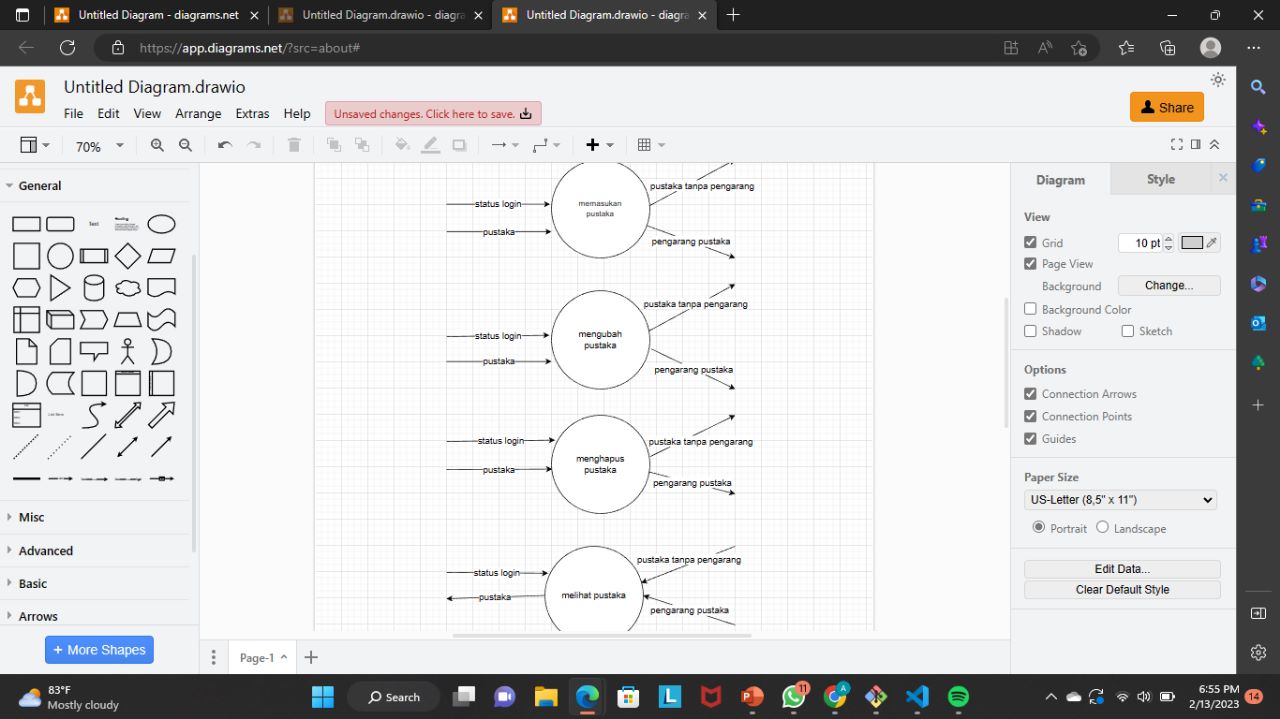 Untitled Diagram - diagrams.net
Untitled Diagram.drawio - diagra
Untitled Diagram.drawio - diagra
https://app.diagrams.net/?src=about#
Untitled Diagram.drawio
File Edit View Arrange Extras Help
Unsaved changes. Click here to save.
Share
70%
General
Text
Heading
List Item
Misc
Advanced
Basic
Arrows
+ More Shapes
status login
pustaka
memasukan
pustaka
pustaka tanpa pengarang
pengarang pustaka
status login
pustaka
mengubah
pustaka
pustaka tanpa pengarang
pengarang pustaka
status login
pustaka
menghapus
pustaka
pustaka tanpa pengarang
pengarang pustaka
status login
pustaka
melihat pustaka
pustaka tanpa pengarang
pengarang pustaka
Page-1
Diagram Style
View
Grid 10 pt
Page View
Background Change...
Background Color
Shadow Sketch
Options
Connection Arrows
Connection Points
Guides
Paper Size
US-Letter (8,5" x 11")
Portrait Landscape
Edit Data...
Clear Default Style
83°F
Mostly cloudy
Search
L
11
A
6:55 PM
2/13/2023
14